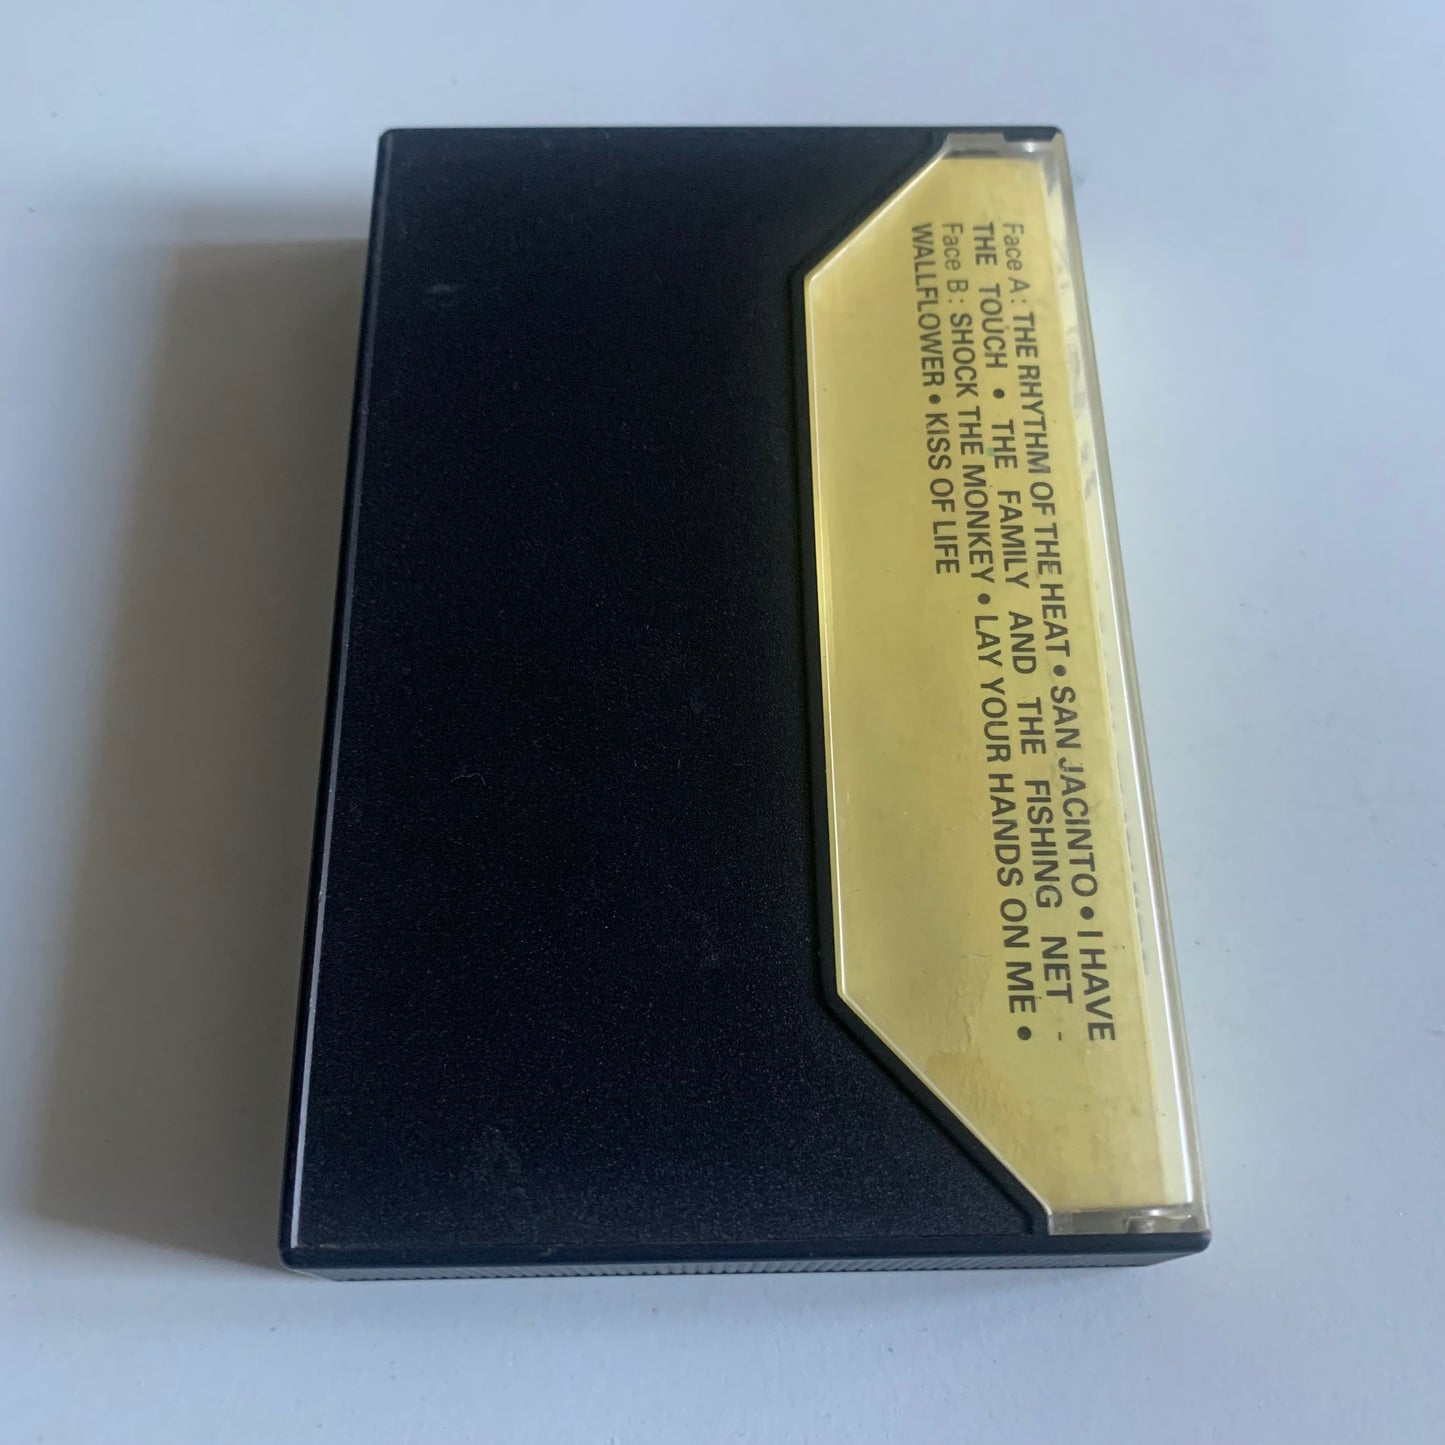 Face A : THE RHYTHM OF THE HEAT • SAN JACINTO • I HAVE
THE TOUCH • THE FAMILY AND THE FISHING NET -
Face B : SHOCK THE MONKEY • LAY YOUR HANDS ON ME •
WALLFLOWER • KISS OF LIFE